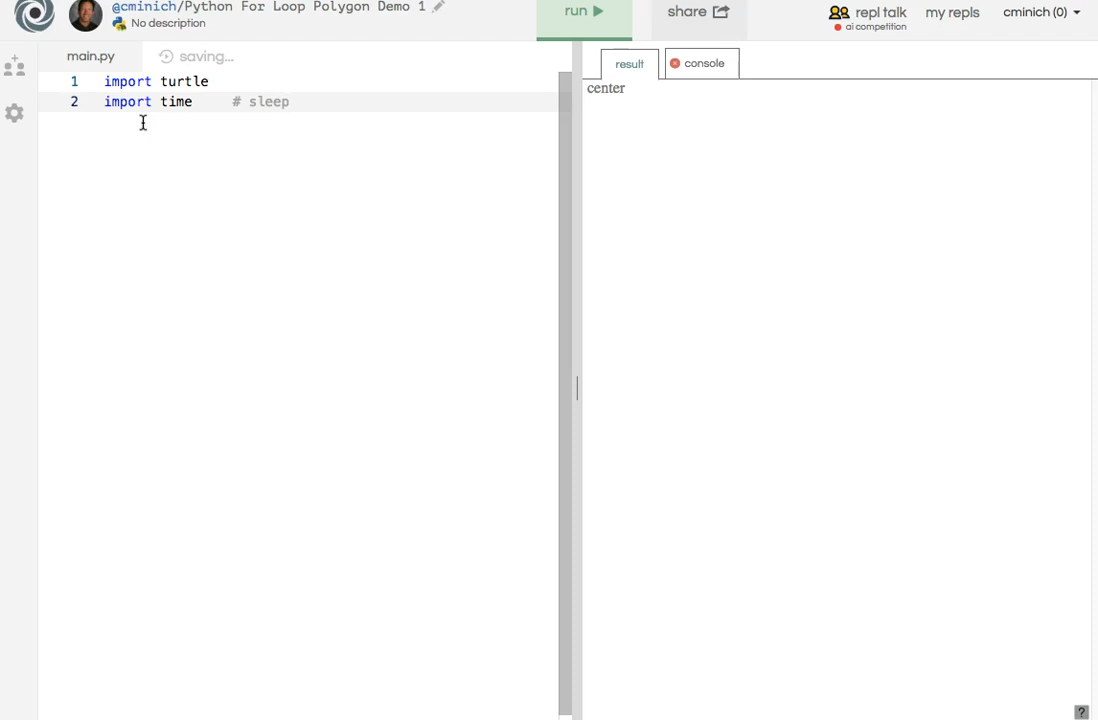 @cminich/Python For Loop Polygon Demo 1
No description
run
share
repl talk
ai competition
my repls
cminich (0)
main.py
saving...
result
console
1 import turtle
2 import time # sleep
center
?